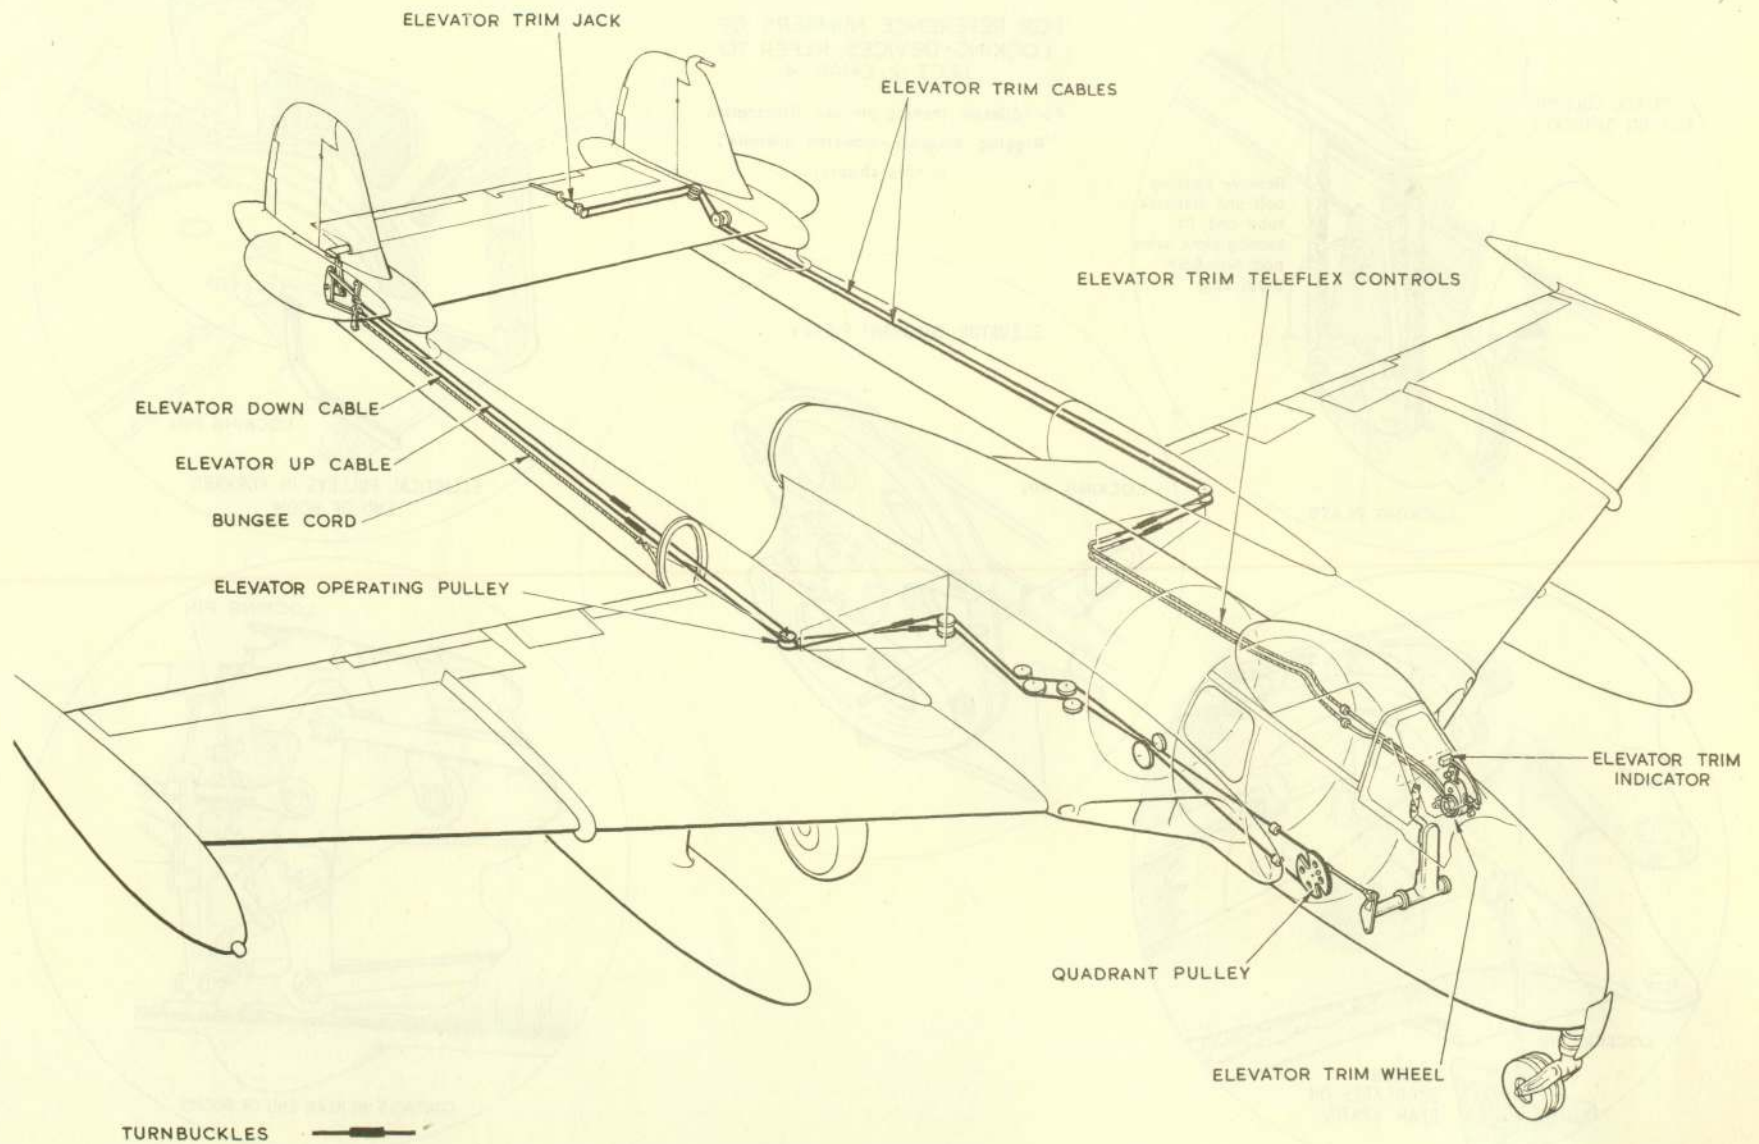 ELEVATOR TRIM JACK
ELEVATOR TRIM CABLES
ELEVATOR TRIM TELEFLEX CONTROLS
ELEVATOR DOWN CABLE
ELEVATOR UP CABLE
BUNGEE CORD
ELEVATOR OPERATING PULLEY
ELEVATOR TRIM
INDICATOR
QUADRANT PULLEY
ELEVATOR TRIM WHEEL
TURNBUCKLES